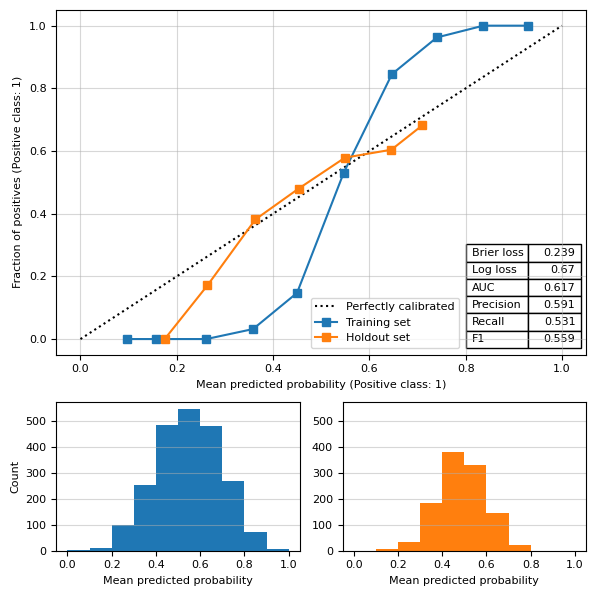 1.0
0.8
0.6
0.4
0.2
0.0
Fraction of positives (Positive class: 1)
Perfectly calibrated
Training set
Holdout set
Brier loss 0.239
Log loss 0.67
AUC 0.617
Precision 0.591
Recall 0.531
F1 0.559
0.0 0.2 0.4 0.6 0.8 1.0
Mean predicted probability (Positive class: 1)
500
400
300
200
100
0
Count
0.0 0.2 0.4 0.6 0.8 1.0
Mean predicted probability
500
400
300
200
100
0
0.0 0.2 0.4 0.6 0.8 1.0
Mean predicted probability